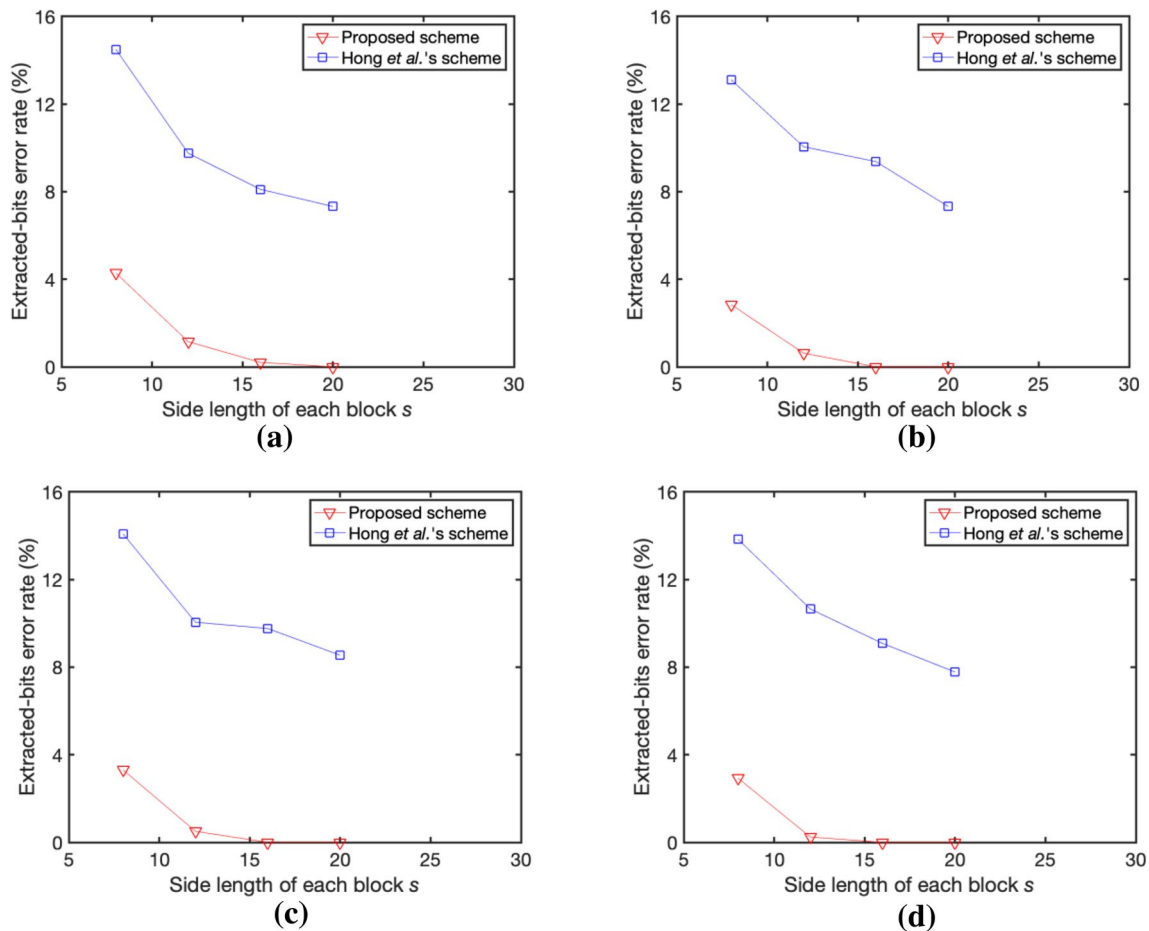 16
12
8
4
0
Extracted-bits error rate (%)
Proposed scheme
Hong et al.'s scheme
5 10 15 20 25 30
Side length of each block s
(a)
16
12
8
4
0
Extracted-bits error rate (%)
Proposed scheme
Hong et al.'s scheme
5 10 15 20 25 30
Side length of each block s
(b)
16
12
8
4
0
Extracted-bits error rate (%)
Proposed scheme
Hong et al.'s scheme
5 10 15 20 25 30
Side length of each block s
(c)
16
12
8
4
0
Extracted-bits error rate (%)
Proposed scheme
Hong et al.'s scheme
5 10 15 20 25 30
Side length of each block s
(d)